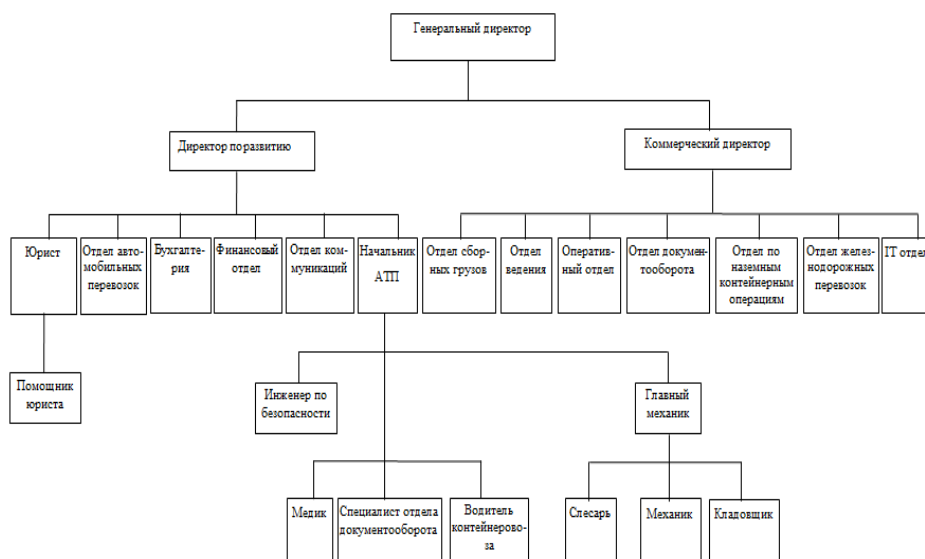 Генеральный директор
Директор по развитию
Коммерческий директор
Юрист
Отдел авто-
мобильных
перевозок
Бухгалте-
рия
Финансовый
отдел
Отдел ком-
муникаций
Начальник
АТП
Отдел сбор-
ных грузов
Отдел
ведения
Оператив-
ный отдел
Отдел докумен-
тооборота
Отдел по
наземным
контейнерным
операциям
Отдел желез-
нодорожных
перевозок
IT отдел
Помощник
юриста
Инженер по
безопасности
Главный
механик
Медик
Специалист отдела
документооборота
Водитель
контейнерово-
за
Слесарь
Механик
Кладовщик